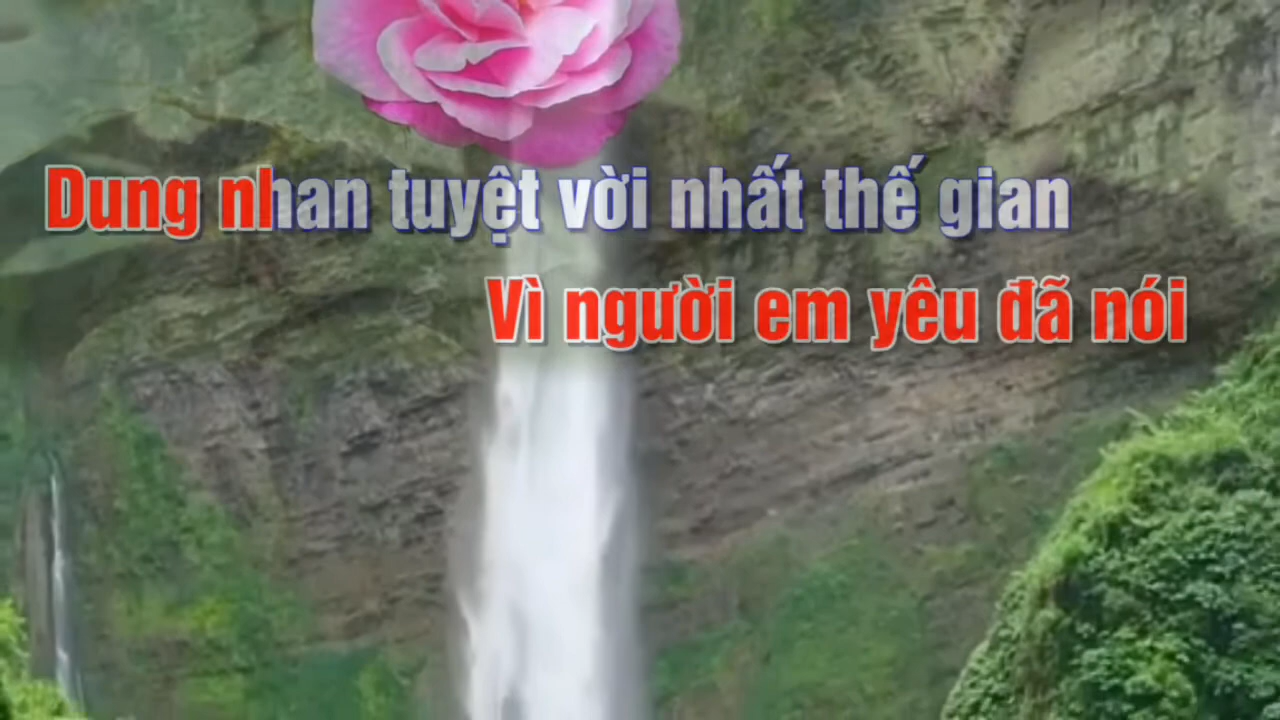 Dung nhan tuyệt vời nhất thế gian
Vì người em yêu đã nói